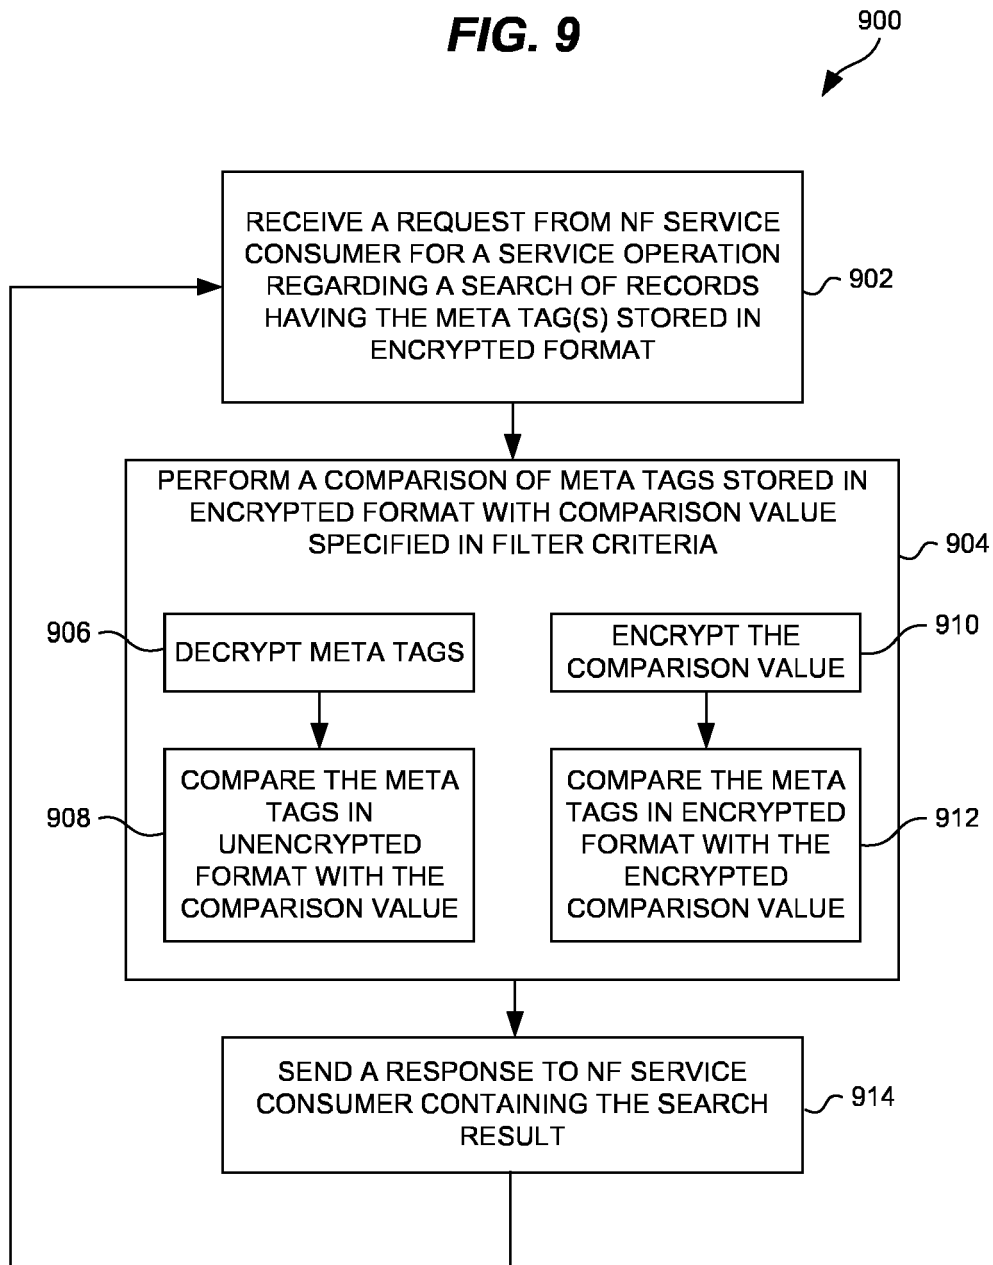 FIG. 9
900
RECEIVE A REQUEST FROM NF SERVICE
CONSUMER FOR A SERVICE OPERATION
REGARDING A SEARCH OF RECORDS
HAVING THE META TAG(S) STORED IN
ENCRYPTED FORMAT
902
PERFORM A COMPARISON OF META TAGS STORED IN
ENCRYPTED FORMAT WITH COMPARISON VALUE
SPECIFIED IN FILTER CRITERIA
904
906
DECRYPT META TAGS
ENCRYPT THE
COMPARISON VALUE
910
908
COMPARE THE META
TAGS IN
UNENCRYPTED
FORMAT WITH THE
COMPARISON VALUE
COMPARE THE META
TAGS IN ENCRYPTED
FORMAT WITH THE
ENCRYPTED
COMPARISON VALUE
912
SEND A RESPONSE TO NF SERVICE
CONSUMER CONTAINING THE SEARCH
RESULT
914